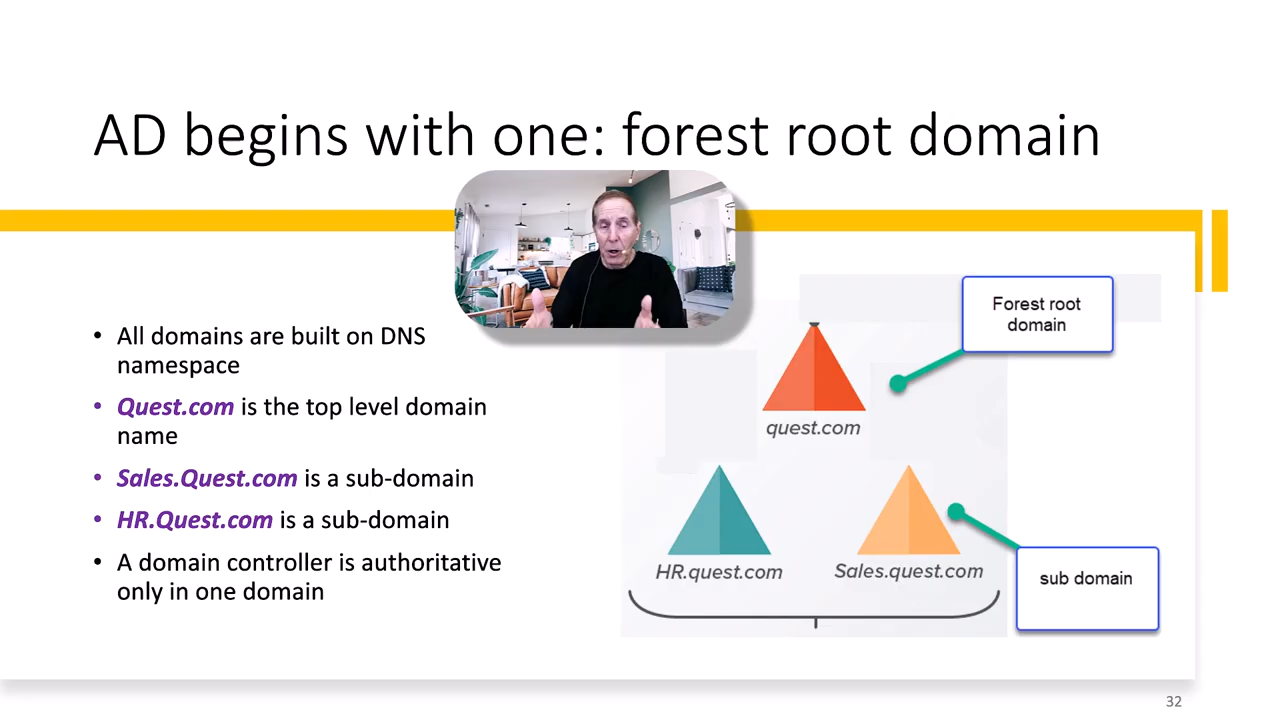 AD begins with one: forest root domain
• All domains are built on DNS
namespace
• Quest.com is the top level domain
name
• Sales.Quest.com is a sub-domain
• HR.Quest.com is a sub-domain
• A domain controller is authoritative
only in one domain
Forest root
domain
quest.com
HR.quest.com
Sales.quest.com
sub domain
32